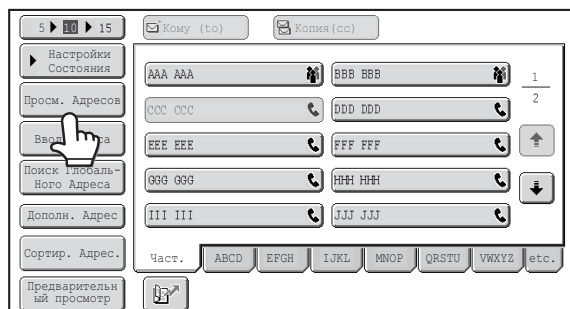 5 10 15
Кому (to)
Копия(cc)
Настройки
Состояния
Просм. Адресов
Поиск Глобаль-
Ного Адреса
Дополн. Адрес
Сортир. Адрес.
Предварительн
ый просмотр
AAA AAA
BBB BBB
CCC CCC
DDD DDD
EEE EEE
FFF FFF
GGG GGG
HHH HHH
III III
JJJ JJJ
1
2
Част.
ABCD
EFGH
IJKL
MNOP
QRSTU
VWXYZ
etc.